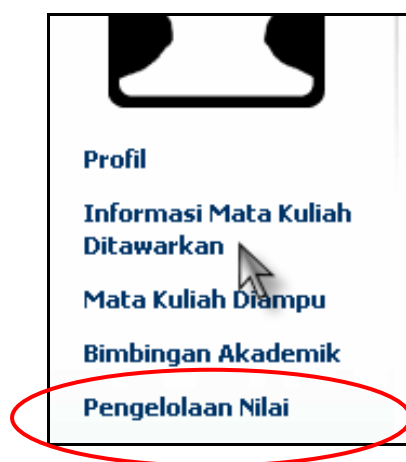 Profil
Informasi Mata Kuliah
Ditawarkan
Mata Kuliah Diampu
Bimbingan Akademik
Pengelolaan Nilai